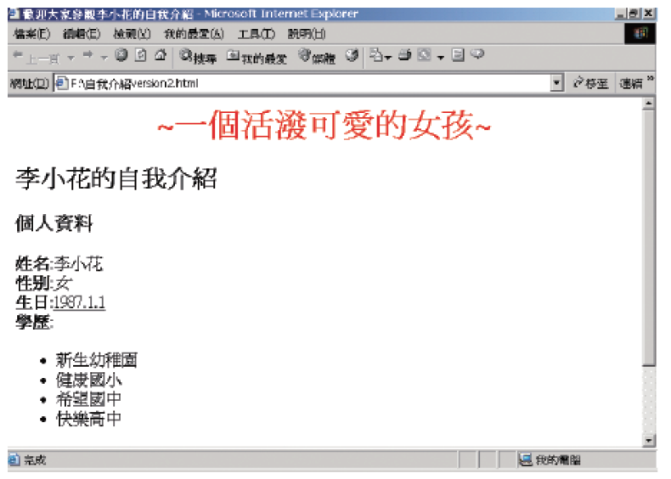 歡迎大家參觀李小花的自我介紹 - Microsoft Internet Explorer
檔案(F) 編輯(E) 檢視(V) 我的最愛(A) 工具(T) 說明(H)
上一頁 搜尋 我的最愛 媒體
網址(D) F:\自我介紹version2.html 移至 連結 »
~一個活潑可愛的女孩~
李小花的自我介紹
個人資料
姓名:李小花
性別:女
生日:1987.1.1
學歷:
• 新生幼稚園
• 健康國小
• 希望國中
• 快樂高中
完成 我的電腦